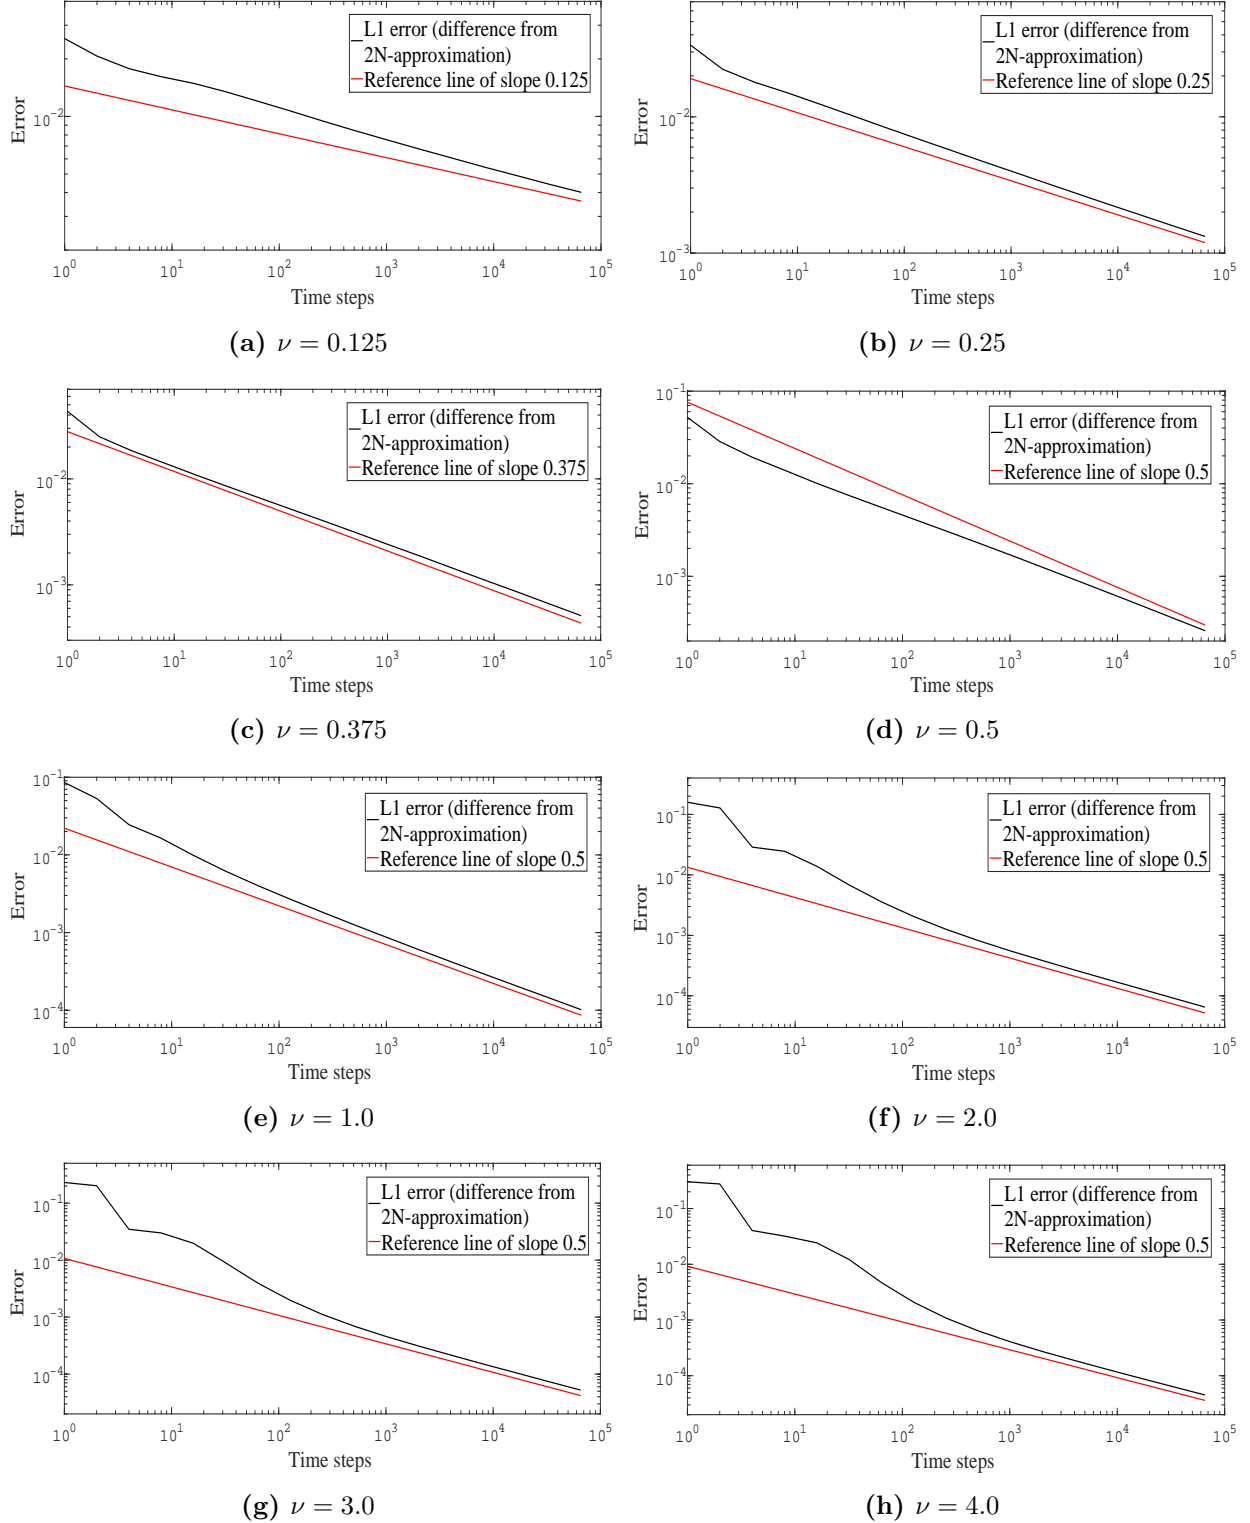 L1 error (difference from
2N-approximation)
Reference line of slope 0.125
Error
10^-2
10^0 10^1 10^2 10^3 10^4 10^5
Time steps
(a) ν = 0.125
L1 error (difference from
2N-approximation)
Reference line of slope 0.25
Error
10^-2
10^-3
10^0 10^1 10^2 10^3 10^4 10^5
Time steps
(b) ν = 0.25
L1 error (difference from
2N-approximation)
Reference line of slope 0.375
Error
10^-2
10^-3
10^0 10^1 10^2 10^3 10^4 10^5
Time steps
(c) ν = 0.375
L1 error (difference from
2N-approximation)
Reference line of slope 0.5
Error
10^-1
10^-2
10^-3
10^0 10^1 10^2 10^3 10^4 10^5
Time steps
(d) ν = 0.5
L1 error (difference from
2N-approximation)
Reference line of slope 0.5
Error
10^-1
10^-2
10^-3
10^-4
10^0 10^1 10^2 10^3 10^4 10^5
Time steps
(e) ν = 1.0
L1 error (difference from
2N-approximation)
Reference line of slope 0.5
Error
10^-1
10^-2
10^-3
10^-4
10^0 10^1 10^2 10^3 10^4 10^5
Time steps
(f) ν = 2.0
L1 error (difference from
2N-approximation)
Reference line of slope 0.5
Error
10^-1
10^-2
10^-3
10^-4
10^0 10^1 10^2 10^3 10^4 10^5
Time steps
(g) ν = 3.0
L1 error (difference from
2N-approximation)
Reference line of slope 0.5
Error
10^-1
10^-2
10^-3
10^-4
10^0 10^1 10^2 10^3 10^4 10^5
Time steps
(h) ν = 4.0